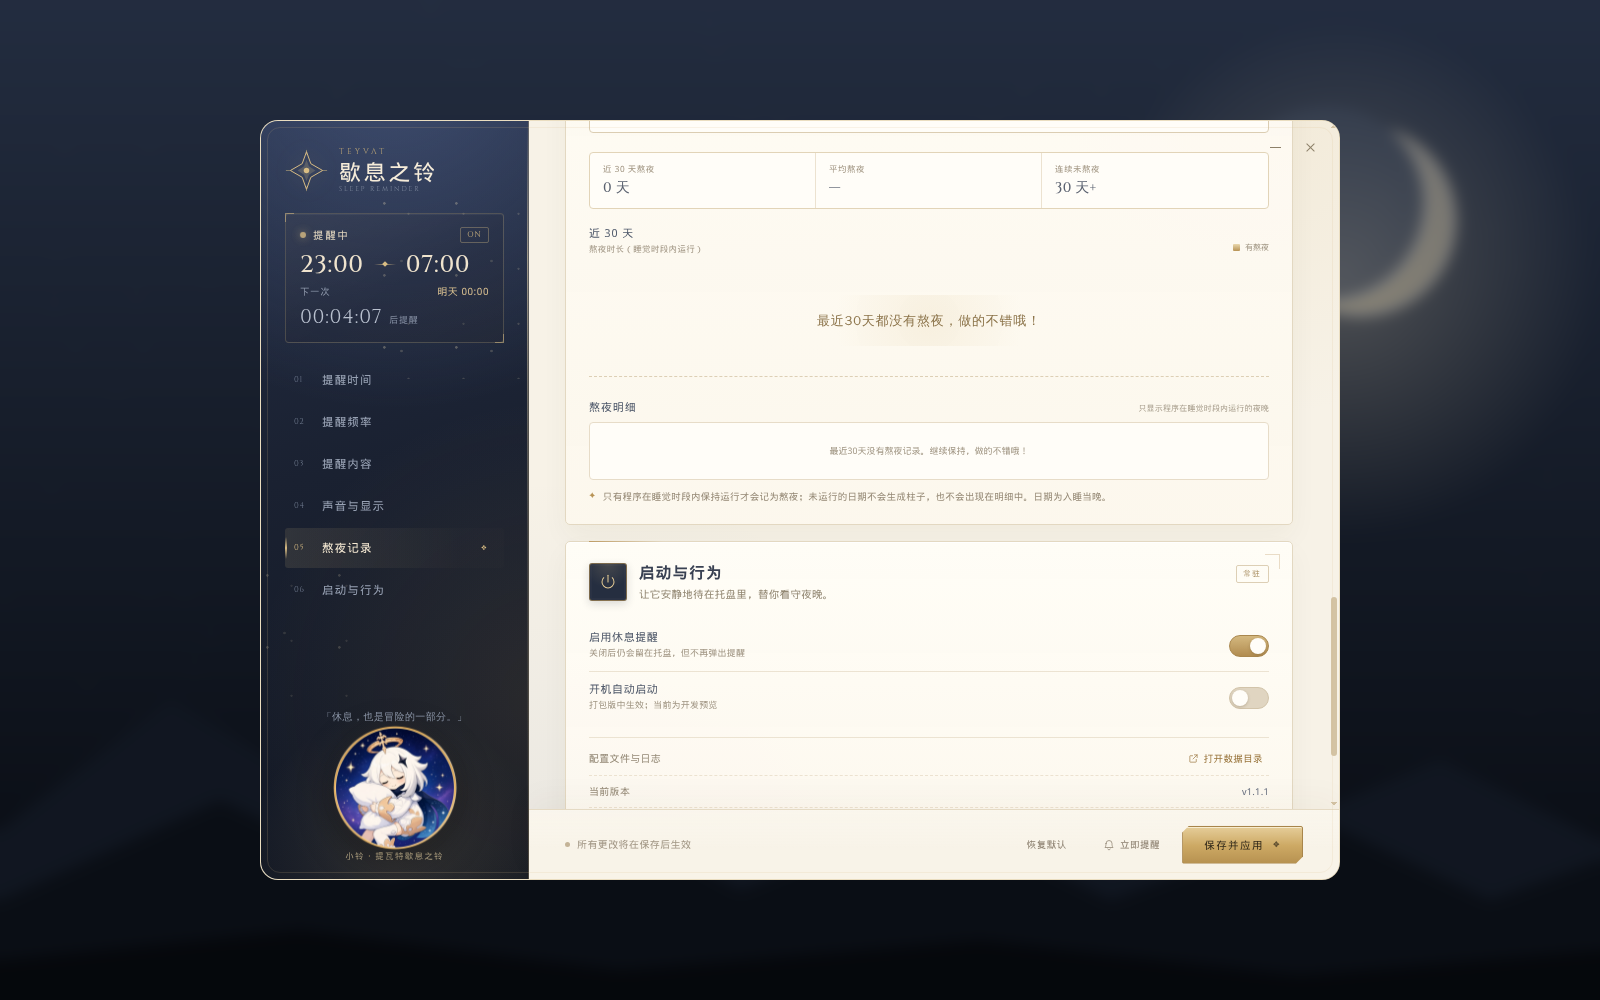 TEYVAT
歇息之铃
SLEEP REMINDER
提醒中
ON
23:00
07:00
下一次
明天 00:00
00:04:07 后提醒
01 提醒时间
02 提醒频率
03 提醒内容
04 声音与显示
05 熬夜记录
06 启动与行为
「休息，也是冒险的一部分。」
小铃 · 提瓦特歇息之铃
近 30 天熬夜
0 天
平均熬夜
—
连续未熬夜
30 天+
近 30 天
熬夜时长（睡觉时段内运行）
有熬夜
最近30天都没有熬夜，做的不错哦！
熬夜明细
只显示程序在睡觉时段内运行的夜晚
最近30天没有熬夜记录。继续保持，做的不错哦！
只有程序在睡觉时段内保持运行才会记为熬夜；未运行的日期不会生成柱子，也不会出现在明细中。日期为入睡当晚。
启动与行为
让它安静地待在托盘里，替你看守夜晚。
常驻
启用休息提醒
关闭后仍会留在托盘，但不再弹出提醒
开机自动启动
打包版中生效；当前为开发预览
配置文件与日志
打开数据目录
当前版本
v1.1.1
所有更改将在保存后生效
恢复默认
立即提醒
保存并应用